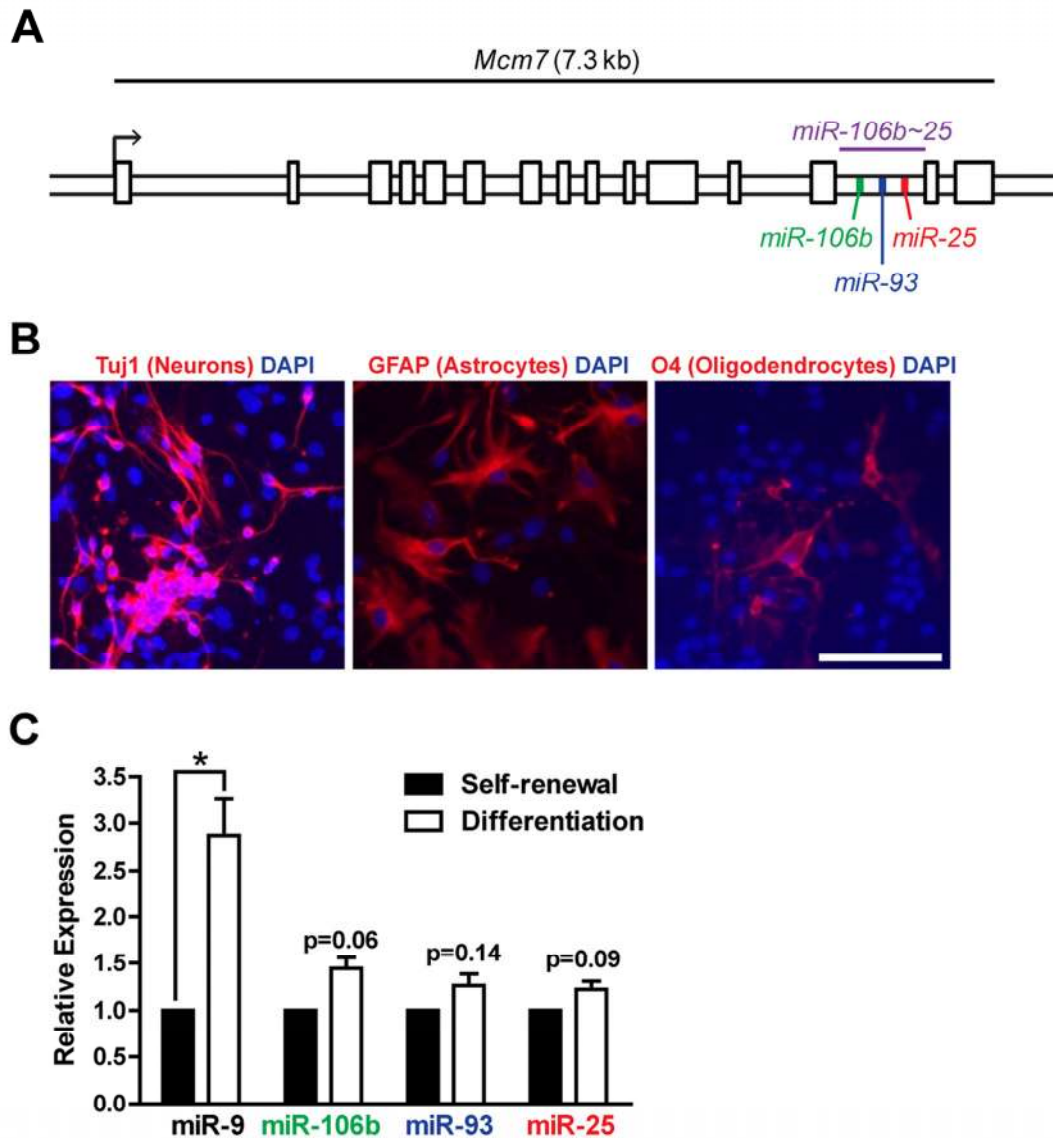 A
Mcm7 (7.3 kb)
miR-106b~25
miR-106b
miR-25
miR-93
B
Tuj1 (Neurons) DAPI
GFAP (Astrocytes) DAPI
O4 (Oligodendrocytes) DAPI
C
*
3.5
3.0
2.5
2.0
1.5
1.0
0.5
0.0
Relative Expression
Self-renewal
Differentiation
p=0.06
p=0.14
p=0.09
miR-9
miR-106b
miR-93
miR-25